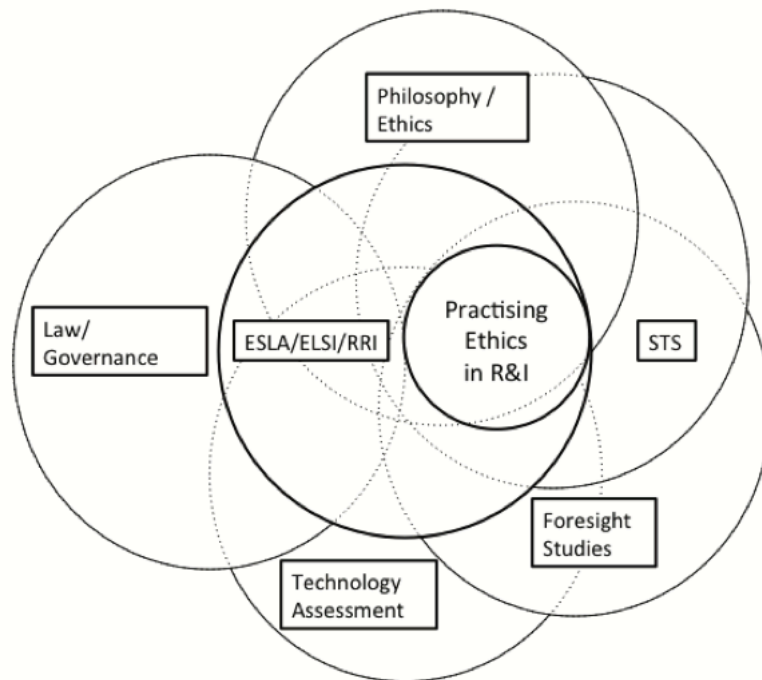 Philosophy /
Ethics
Law/
Governance
ESLA/ELSI/RRI
Practising
Ethics
in R&I
STS
Foresight
Studies
Technology
Assessment